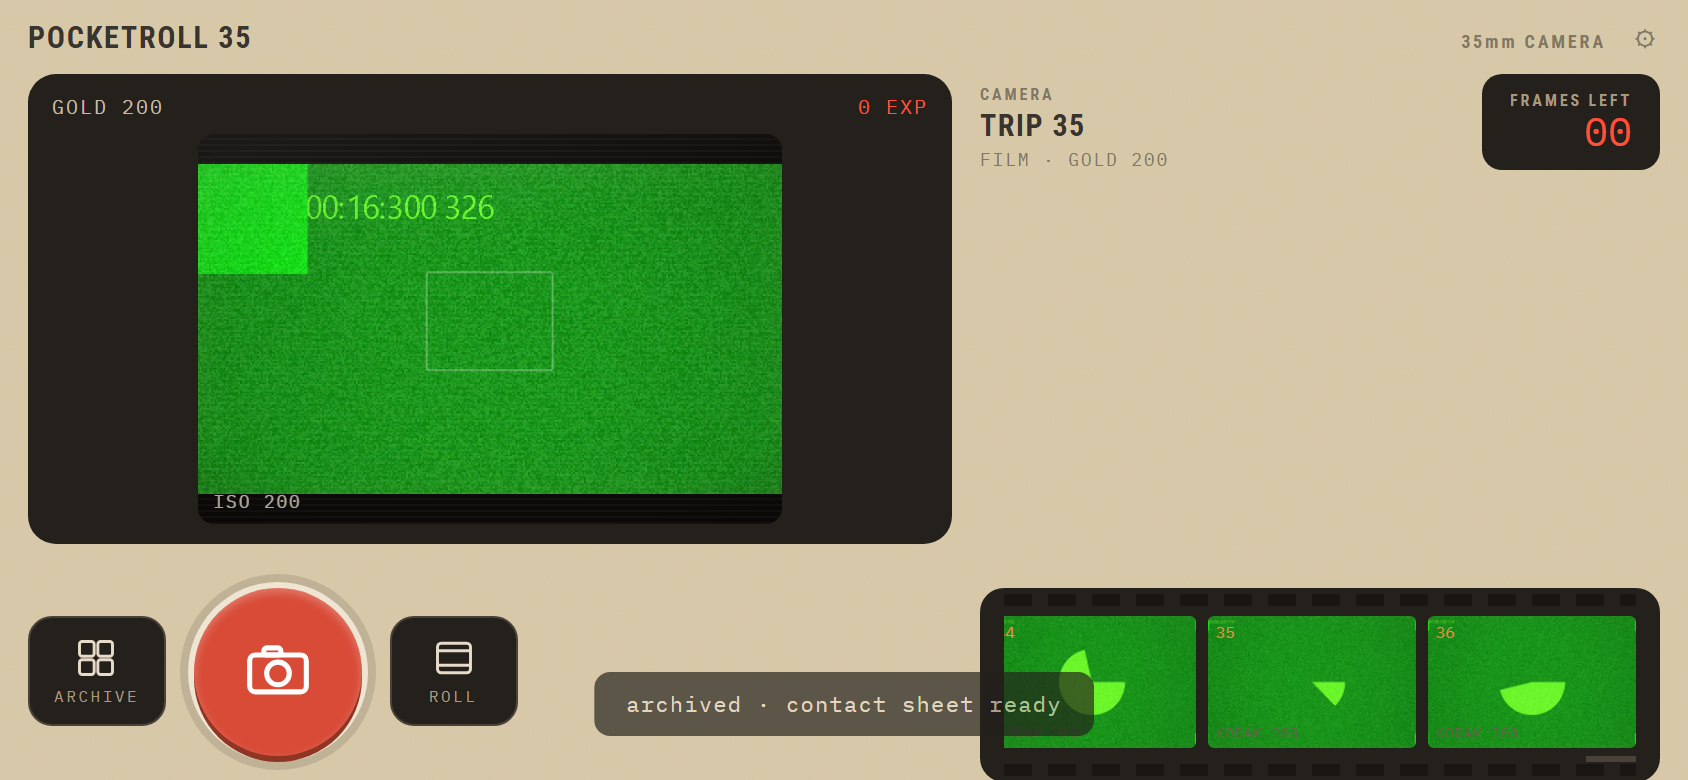 POCKETROLL 35
35mm CAMERA
GOLD 200
0 EXP
00:16:300 326
ISO 200
CAMERA
TRIP 35
FILM · GOLD 200
FRAMES LEFT
00
ARCHIVE
ROLL
archived · contact sheet ready
4
35
36